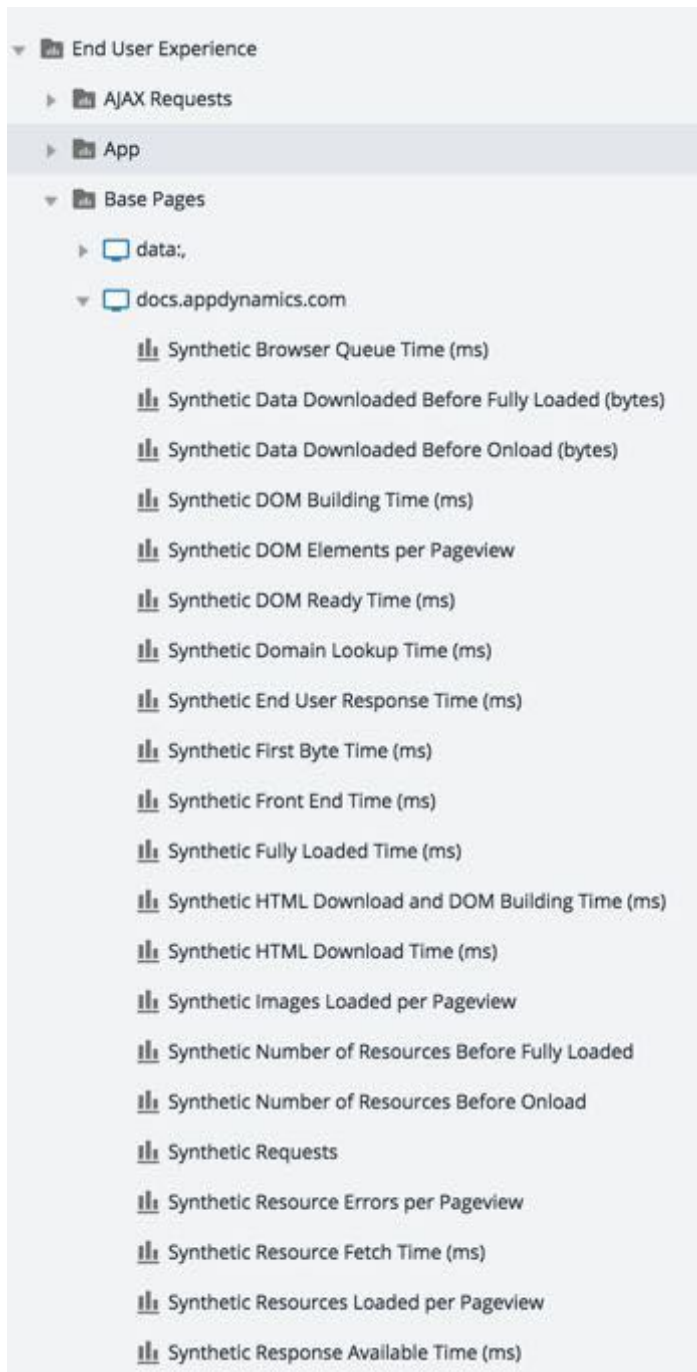 End User Experience
AJAX Requests
App
Base Pages
data:,
docs.appdynamics.com
Synthetic Browser Queue Time (ms)
Synthetic Data Downloaded Before Fully Loaded (bytes)
Synthetic Data Downloaded Before Onload (bytes)
Synthetic DOM Building Time (ms)
Synthetic DOM Elements per Pageview
Synthetic DOM Ready Time (ms)
Synthetic Domain Lookup Time (ms)
Synthetic End User Response Time (ms)
Synthetic First Byte Time (ms)
Synthetic Front End Time (ms)
Synthetic Fully Loaded Time (ms)
Synthetic HTML Download and DOM Building Time (ms)
Synthetic HTML Download Time (ms)
Synthetic Images Loaded per Pageview
Synthetic Number of Resources Before Fully Loaded
Synthetic Number of Resources Before Onload
Synthetic Requests
Synthetic Resource Errors per Pageview
Synthetic Resource Fetch Time (ms)
Synthetic Resources Loaded per Pageview
Synthetic Response Available Time (ms)